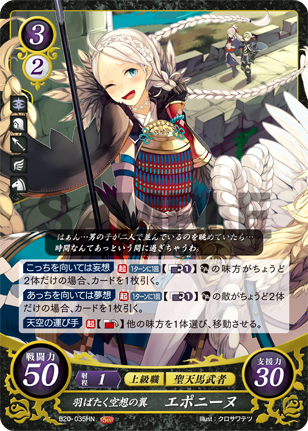 3
2
はぁん…男の子が二人で並んでいるのを眺めていたら…
時間なんてあっという間に過ぎちゃうわ。
こっちを向いては妄想 起 1ターンに1回【1】の味方がちょうど
2体だけの場合、カードを1枚引く。
あっちを向いては夢想 起 1ターンに1回【1】の敵がちょうど2体
だけの場合、カードを1枚引く。
天空の運び手 起【】他の味方を1体選び、移動させる。
戦闘力
50
射程 1 上級職 聖天馬武者
支援力
30
羽ばたく空想の翼 エポニーヌ
B20-035HN
Illust:クロサワテツ